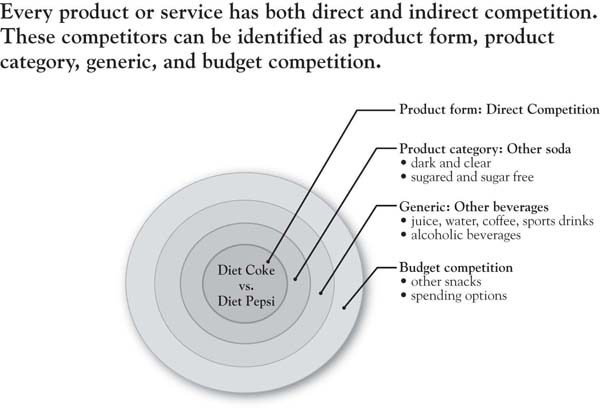 Every product or service has both direct and indirect competition.
These competitors can be identified as product form, product
category, generic, and budget competition.
Product form: Direct Competition
Product category: Other soda
• dark and clear
• sugared and sugar free
Generic: Other beverages
• juice, water, coffee, sports drinks
• alcoholic beverages
Budget competition
• other snacks
• spending options
Diet Coke
vs.
Diet Pepsi